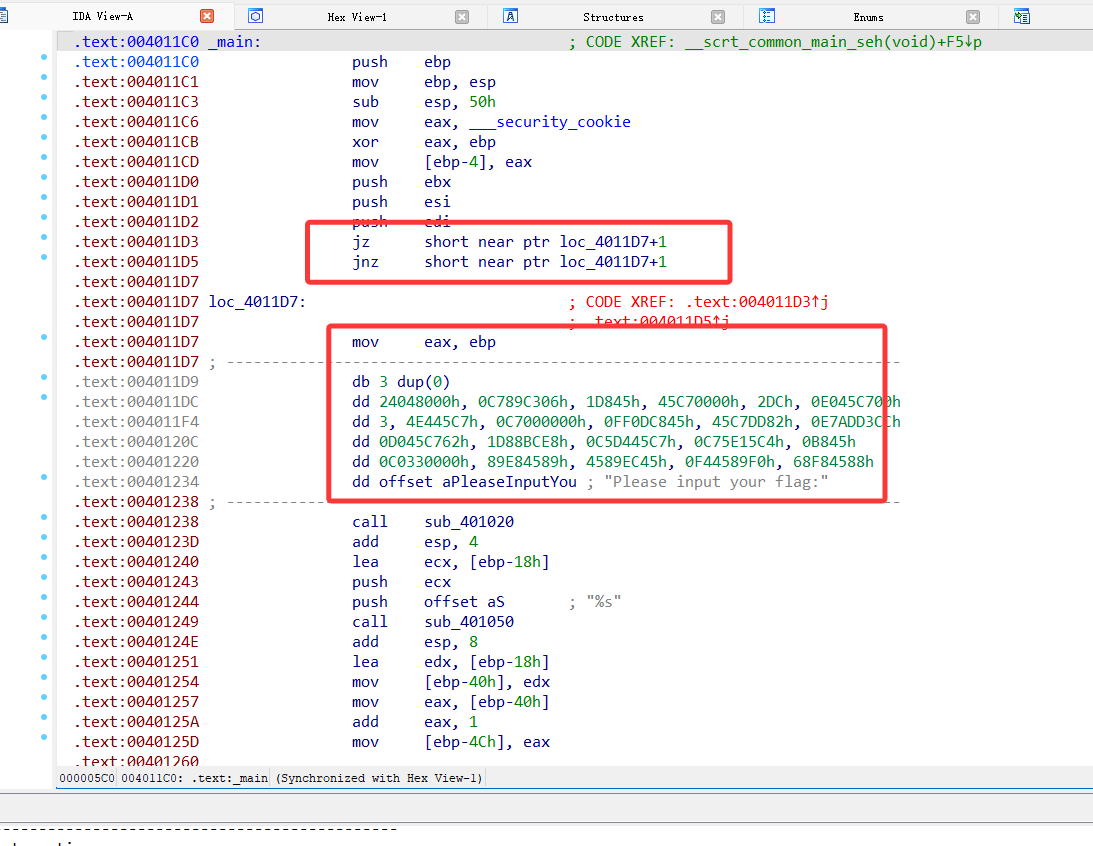 IDA View-A Hex View-1 Structures Enums
.text:004011C0 _main: ; CODE XREF: __scrt_common_main_seh(void)+F5↓p
.text:004011C0 push ebp
.text:004011C1 mov ebp, esp
.text:004011C3 sub esp, 50h
.text:004011C6 mov eax, ___security_cookie
.text:004011CB xor eax, ebp
.text:004011CD mov [ebp-4], eax
.text:004011D0 push ebx
.text:004011D1 push esi
.text:004011D2 push edi
.text:004011D3 jz short near ptr loc_4011D7+1
.text:004011D5 jnz short near ptr loc_4011D7+1
.text:004011D7
.text:004011D7 loc_4011D7: ; CODE XREF: .text:004011D3↑j
.text:004011D7 ; .text:004011D5↑j
.text:004011D7 mov eax, ebp
.text:004011D7 ; ---------------------------------------------------------------------------
.text:004011D9 db 3 dup(0)
.text:004011DC dd 24048000h, 0C789C306h, 1D845h, 45C70000h, 2DCh, 0E045C700h
.text:004011F4 dd 3, 4E445C7h, 0C7000000h, 0FF0DC845h, 45C7DD82h, 0E7ADD3CCh
.text:0040120C dd 0D045C762h, 1D88BCE8h, 0C5D445C7h, 0C75E15C4h, 0B845h
.text:00401220 dd 0C0330000h, 89E84589h, 4589EC45h, 0F44589F0h, 68F84588h
.text:00401234 dd offset aPleaseInputYou ; "Please input your flag:"
.text:00401238 ; ---------------------------------------------------------------------------
.text:00401238 call sub_401020
.text:0040123D add esp, 4
.text:00401240 lea ecx, [ebp-18h]
.text:00401243 push ecx
.text:00401244 push offset aS ; "%s"
.text:00401249 call sub_401050
.text:0040124E add esp, 8
.text:00401251 lea edx, [ebp-18h]
.text:00401254 mov [ebp-40h], edx
.text:00401257 mov eax, [ebp-40h]
.text:0040125A add eax, 1
.text:0040125D mov [ebp-4Ch], eax
.text:00401260
000005C0 004011C0: .text:_main (Synchronized with Hex View-1)